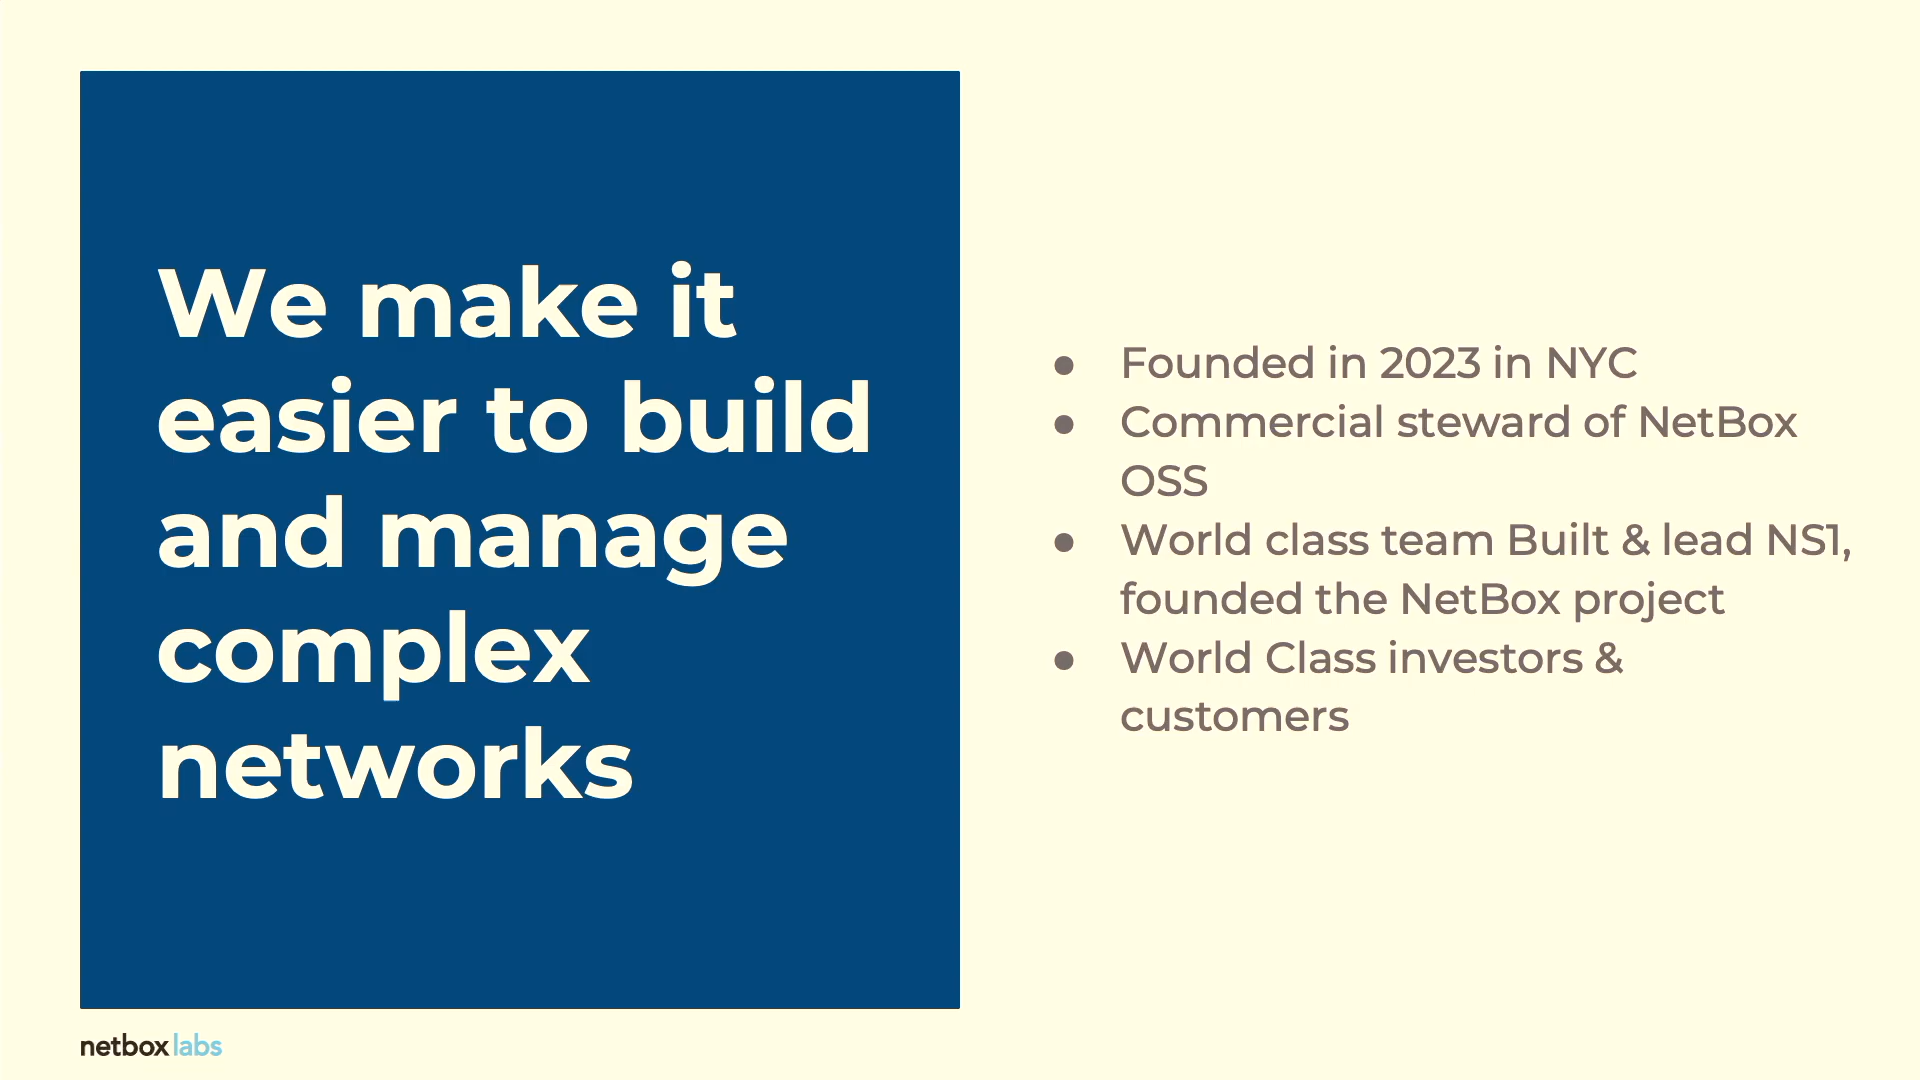 We make it
easier to build
and manage
complex
networks
● Founded in 2023 in NYC
● Commercial steward of NetBox
OSS
● World class team Built & lead NS1,
founded the NetBox project
● World Class investors &
customers
netbox labs